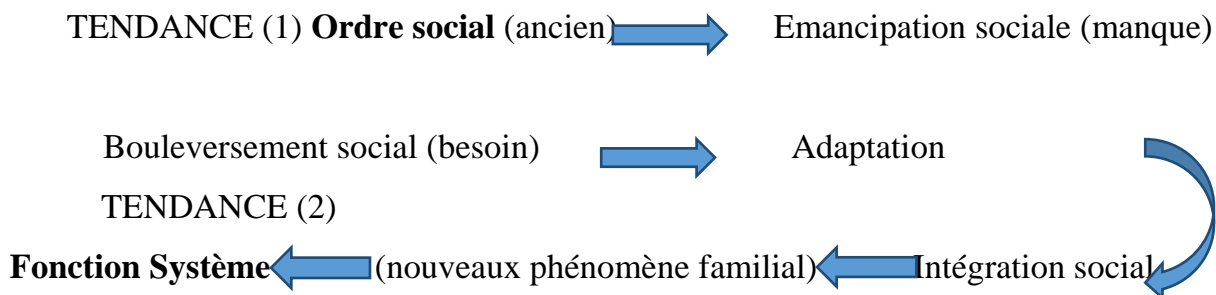 TENDANCE (1) Ordre social (ancien) Emancipation sociale (manque)
Bouleversement social (besoin) Adaptation
TENDANCE (2)
Fonction Système (nouveaux phénomène familial) Intégration social